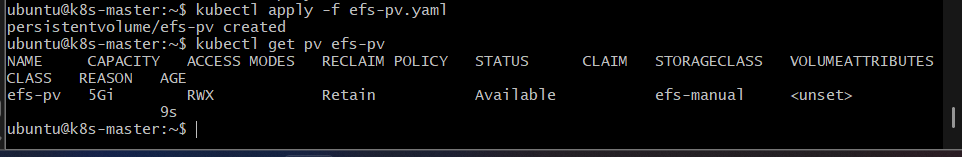 ubuntu@k8s-master:~$ kubectl apply -f efs-pv.yaml
persistentvolume/efs-pv created
ubuntu@k8s-master:~$ kubectl get pv efs-pv
NAME     CAPACITY   ACCESS MODES   RECLAIM POLICY   STATUS      CLAIM   STORAGECLASS   VOLUMEATTRIBUTES
CLASS   REASON   AGE
efs-pv   5Gi        RWX            Retain           Available           efs-manual     <unset>
                 9s
ubuntu@k8s-master:~$